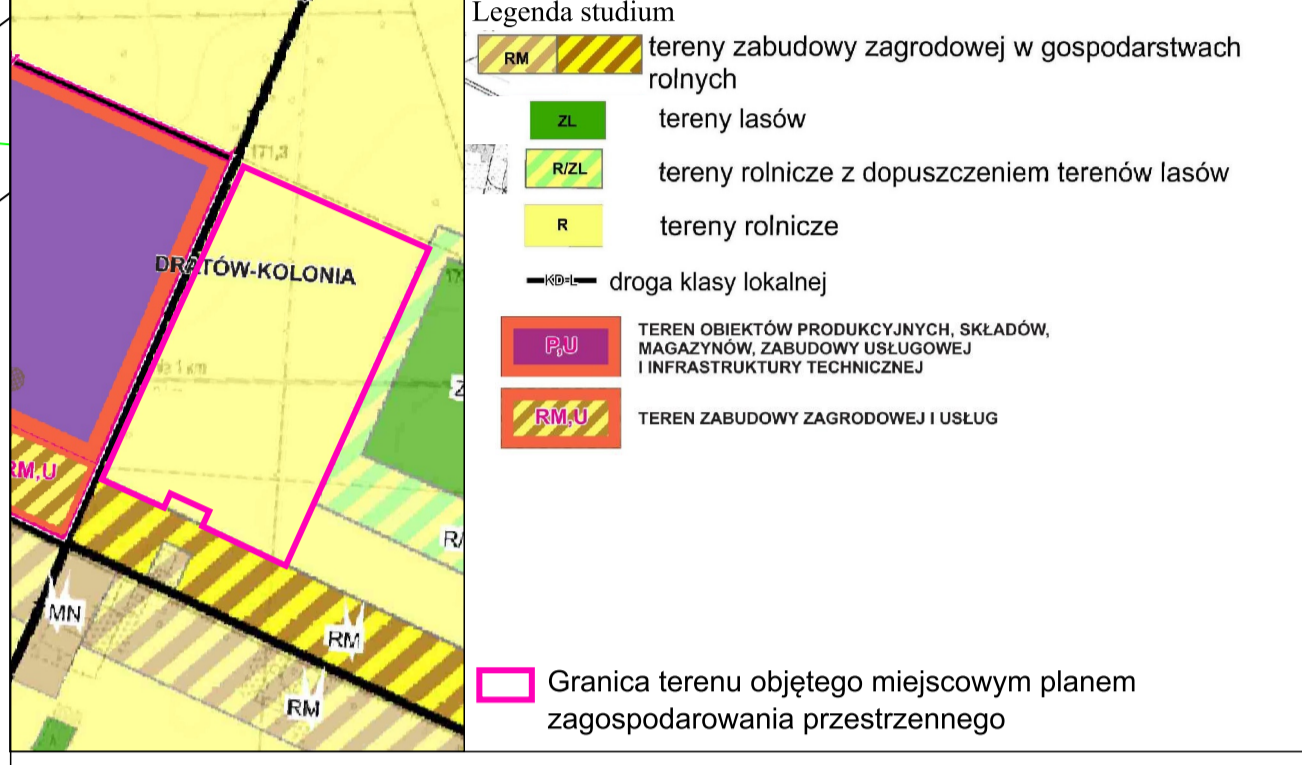 Legenda studium
RM
tereny zabudowy zagrodowej w gospodarstwach
rolnych
ZL
tereny lasów
R/ZL
tereny rolnicze z dopuszczeniem terenów lasów
R
tereny rolnicze
KD-L
droga klasy lokalnej
P,U
TEREN OBIEKTÓW PRODUKCYJNYCH, SKŁADÓW,
MAGAZYNÓW, ZABUDOWY USŁUGOWEJ
I INFRASTRUKTURY TECHNICZNEJ
RM,U
TEREN ZABUDOWY ZAGRODOWEJ I USŁUG
Granica terenu objętego miejscowym planem
zagospodarowania przestrzennego
171,3
DRATÓW-KOLONIA
1 km
Z
RM,U
R/
MN
RM
RM